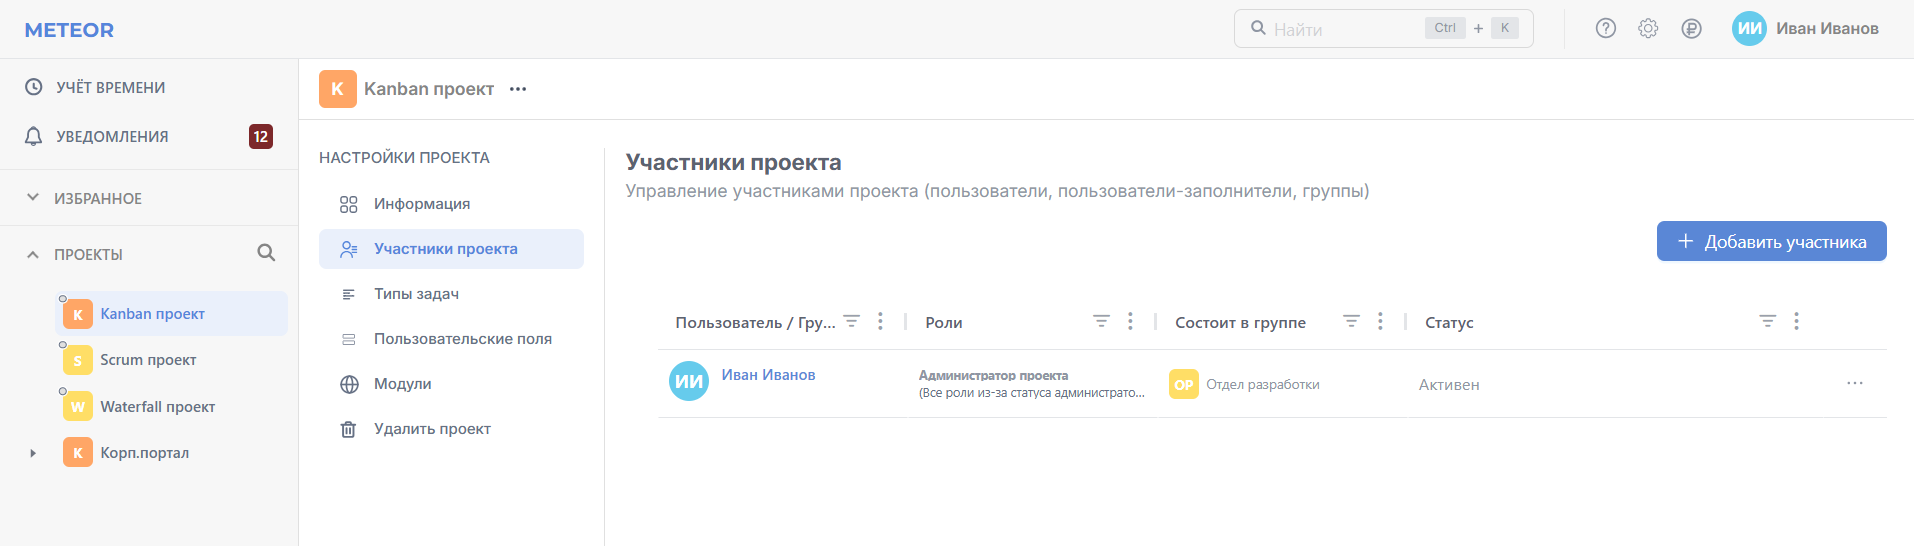 METEOR
Найти Ctrl + K
ИИ Иван Иванов
УЧЁТ ВРЕМЕНИ
УВЕДОМЛЕНИЯ 12
ИЗБРАННОЕ
ПРОЕКТЫ
K Kanban проект
S Scrum проект
W Waterfall проект
К Корп.портал
K Kanban проект
НАСТРОЙКИ ПРОЕКТА
Информация
Участники проекта
Типы задач
Пользовательские поля
Модули
Удалить проект
Участники проекта
Управление участниками проекта (пользователи, пользователи-заполнители, группы)
+ Добавить участника
Пользователь / Гру... Роли Состоит в группе Статус
ИИ Иван Иванов
Администратор проекта
(Все роли из-за статуса администрато...
ОР Отдел разработки
Активен